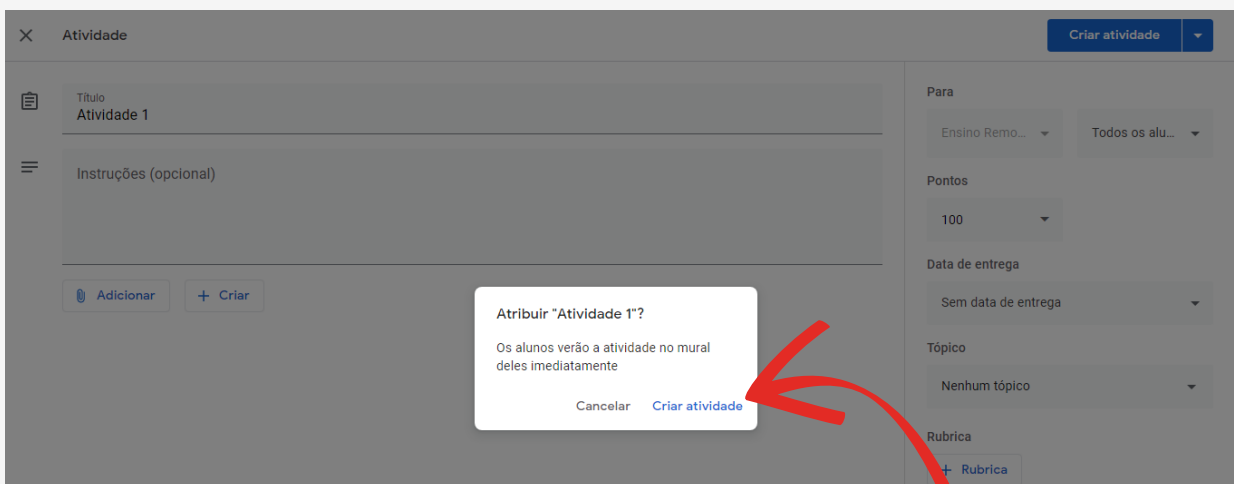 Atividade
Criar atividade
Título
Atividade 1
Instruções (opcional)
Adicionar
+ Criar
Para
Ensino Remo...
Todos os alu...
Pontos
100
Data de entrega
Sem data de entrega
Tópico
Nenhum tópico
Rubrica
+ Rubrica
Atribuir "Atividade 1"?
Os alunos verão a atividade no mural
deles imediatamente
Cancelar
Criar atividade